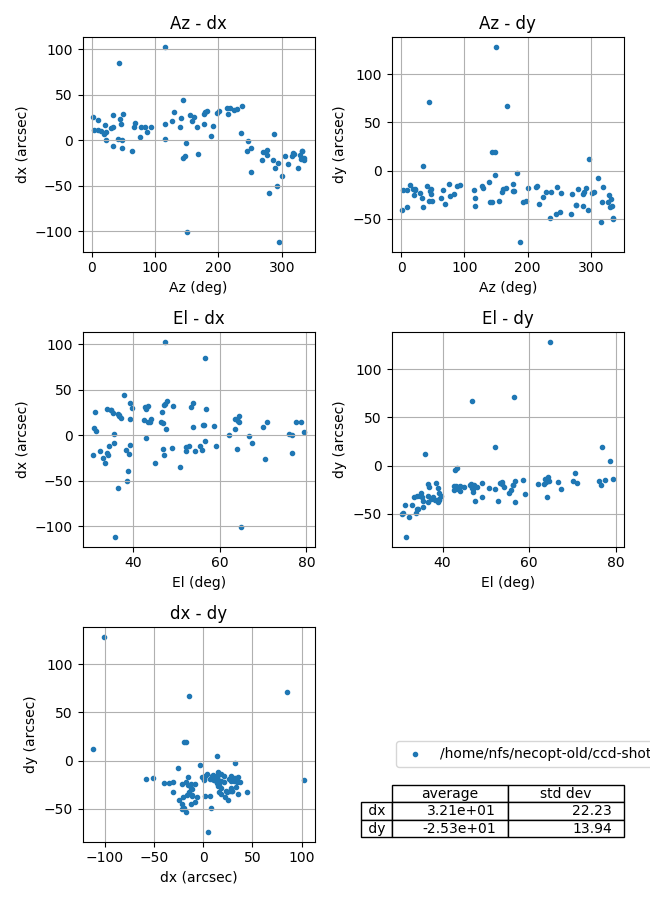 Az - dx
100
50
0
−50
−100
dx (arcsec)
0
100
200
300
Az (deg)
Az - dy
100
50
0
−50
dy (arcsec)
0
100
200
300
Az (deg)
El - dx
100
50
0
−50
−100
dx (arcsec)
40
60
80
El (deg)
El - dy
100
50
0
−50
dy (arcsec)
40
60
80
El (deg)
dx - dy
100
50
0
−50
dy (arcsec)
−100
−50
0
50
100
dx (arcsec)
/home/nfs/necopt-old/ccd-shot
average std dev
dx 3.21e+01 22.23
dy -2.53e+01 13.94